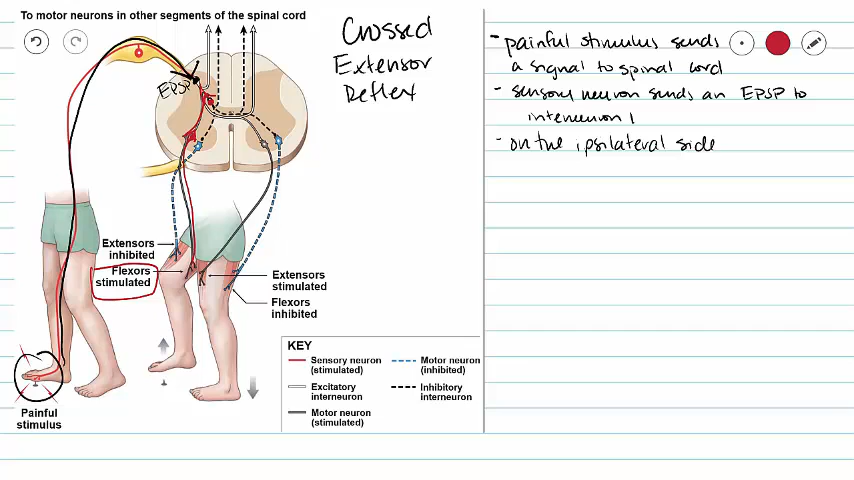 To motor neurons in other segments of the spinal cord
Crossed
Extensor
Reflex
EPSP
Extensors
inhibited
Flexors
stimulated
Extensors
stimulated
Flexors
inhibited
Painful
stimulus
KEY
Sensory neuron
(stimulated)
Motor neuron
(inhibited)
Excitatory
interneuron
Inhibitory
interneuron
Motor neuron
(stimulated)
- painful stimulus sends
a signal to spinal cord
- sensory neuron sends an EPSP to
interneuron 1
- on the ipsilateral side